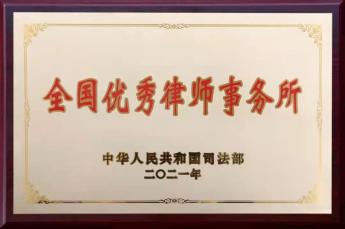 全国优秀律师事务所
中华人民共和国司法部
二〇二一年